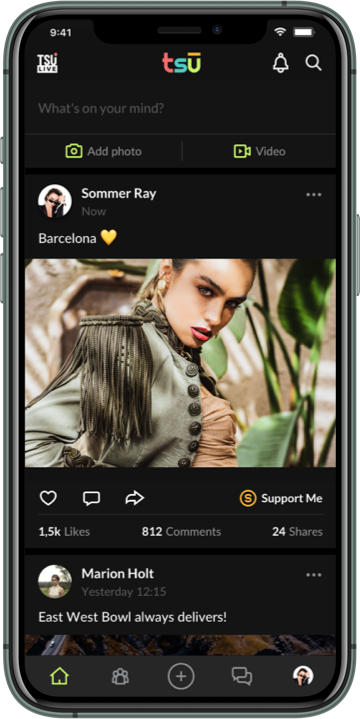 9:41
TSŪ
LIVE
tsū
What's on your mind?
Add photo
Video
Sommer Ray
Now
Barcelona 💛
Support Me
1,5k Likes
812 Comments
24 Shares
Marion Holt
Yesterday 12:15
East West Bowl always delivers!